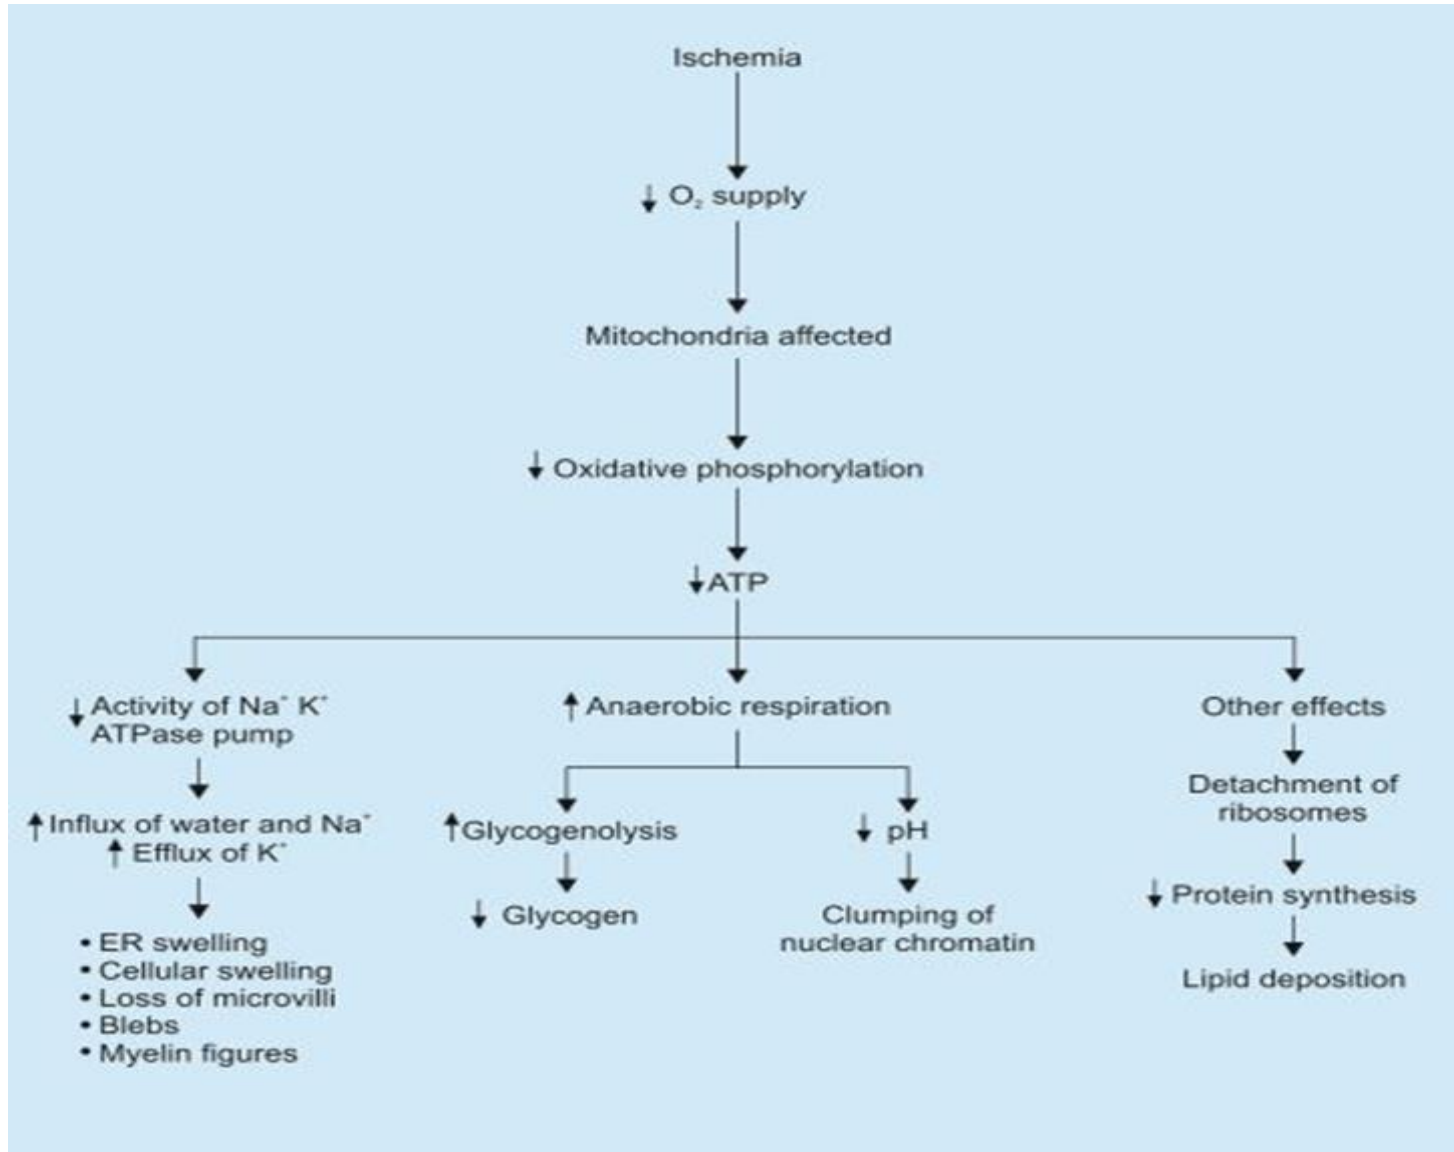 Ischemia
↓ O₂ supply
Mitochondria affected
↓ Oxidative phosphorylation
↓ATP
↓ Activity of Na⁺ K⁺
ATPase pump
↑Influx of water and Na⁺
↑ Efflux of K⁺
• ER swelling
• Cellular swelling
• Loss of microvilli
• Blebs
• Myelin figures
↑Anaerobic respiration
↑Glycogenolysis
↓ Glycogen
↓ pH
Clumping of
nuclear chromatin
Other effects
Detachment of
ribosomes
↓ Protein synthesis
Lipid deposition